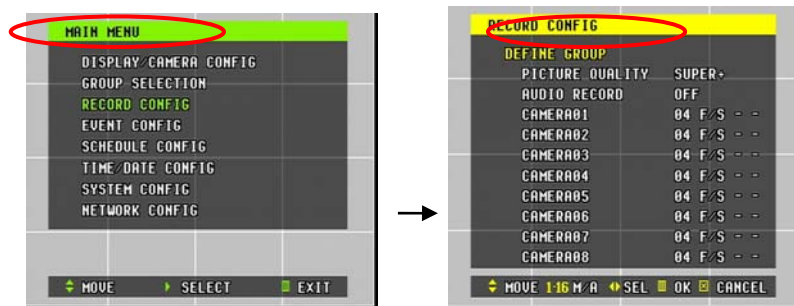 MAIN MENU
DISPLAY/CAMERA CONFIG
GROUP SELECTION
RECORD CONFIG
EVENT CONFIG
SCHEDULE CONFIG
TIME/DATE CONFIG
SYSTEM CONFIG
NETWORK CONFIG
MOVE SELECT EXIT
RECORD CONFIG
DEFINE GROUP
PICTURE QUALITY SUPER+
AUDIO RECORD OFF
CAMERA01 04 F/S - -
CAMERA02 04 F/S - -
CAMERA03 04 F/S - -
CAMERA04 04 F/S - -
CAMERA05 04 F/S - -
CAMERA06 04 F/S - -
CAMERA07 04 F/S - -
CAMERA08 04 F/S - -
MOVE 1-16 M/A SEL OK CANCEL